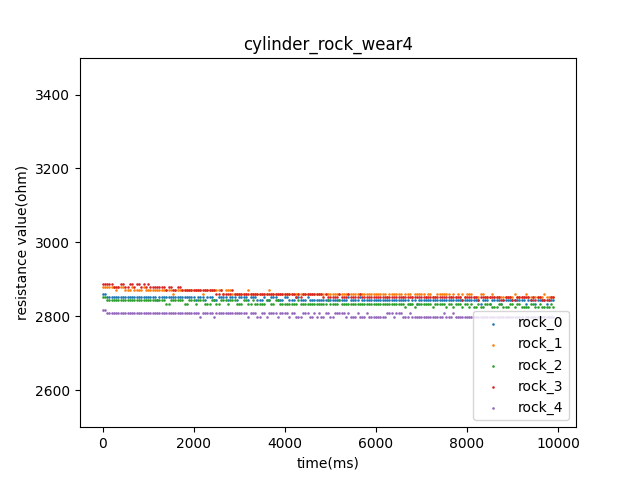 cylinder_rock_wear4
resistance value(ohm)
3400
3200
3000
2800
2600
0
2000
4000
6000
8000
10000
time(ms)
rock_0
rock_1
rock_2
rock_3
rock_4